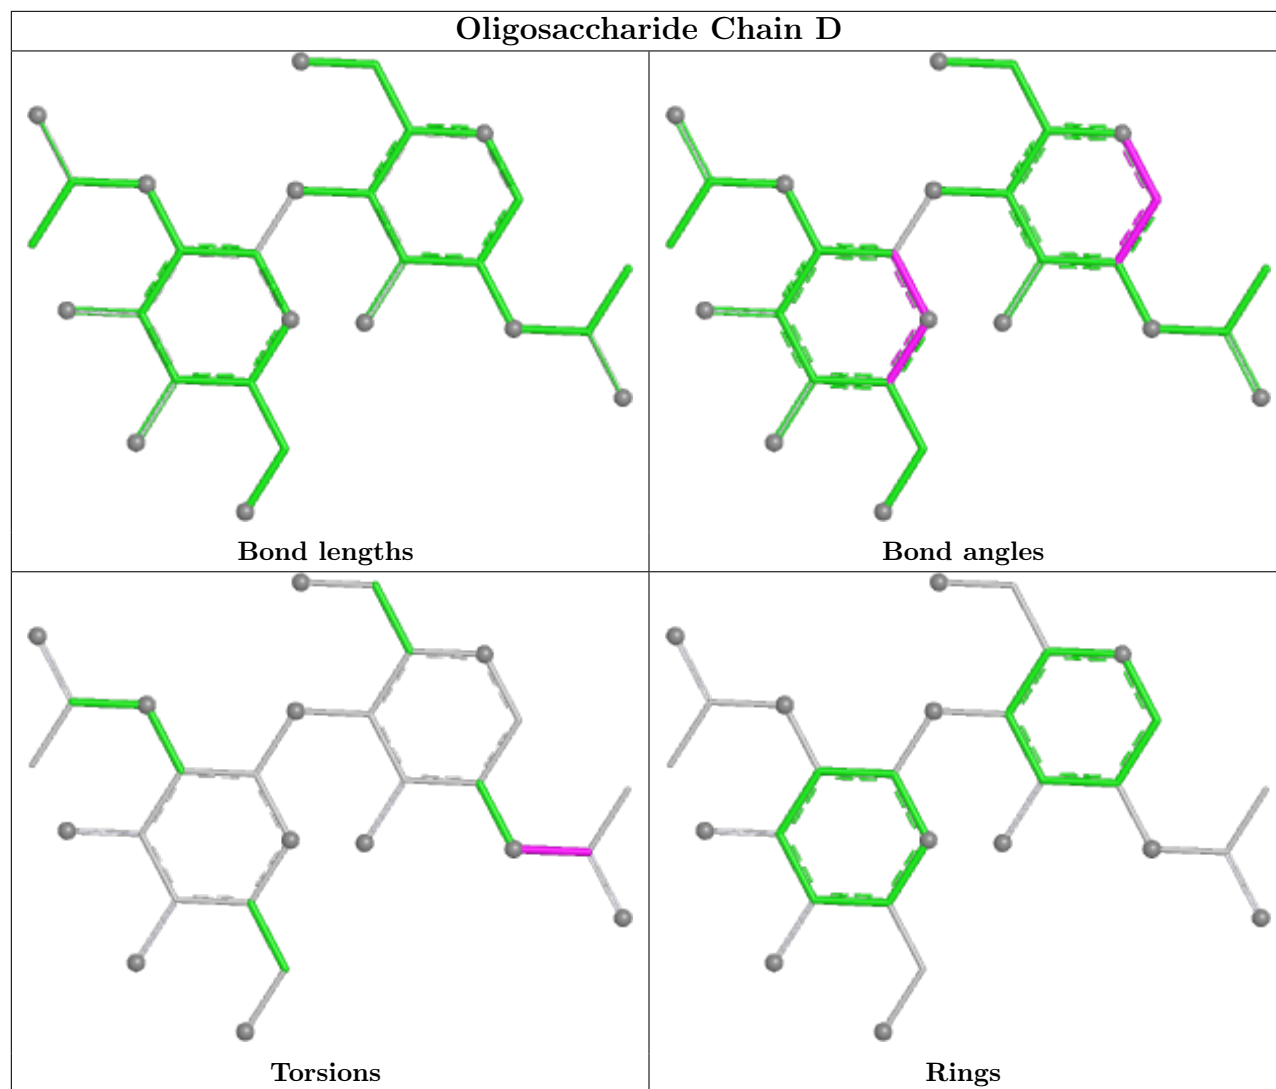 Oligosaccharide Chain D
Bond lengths
Bond angles
Torsions
Rings